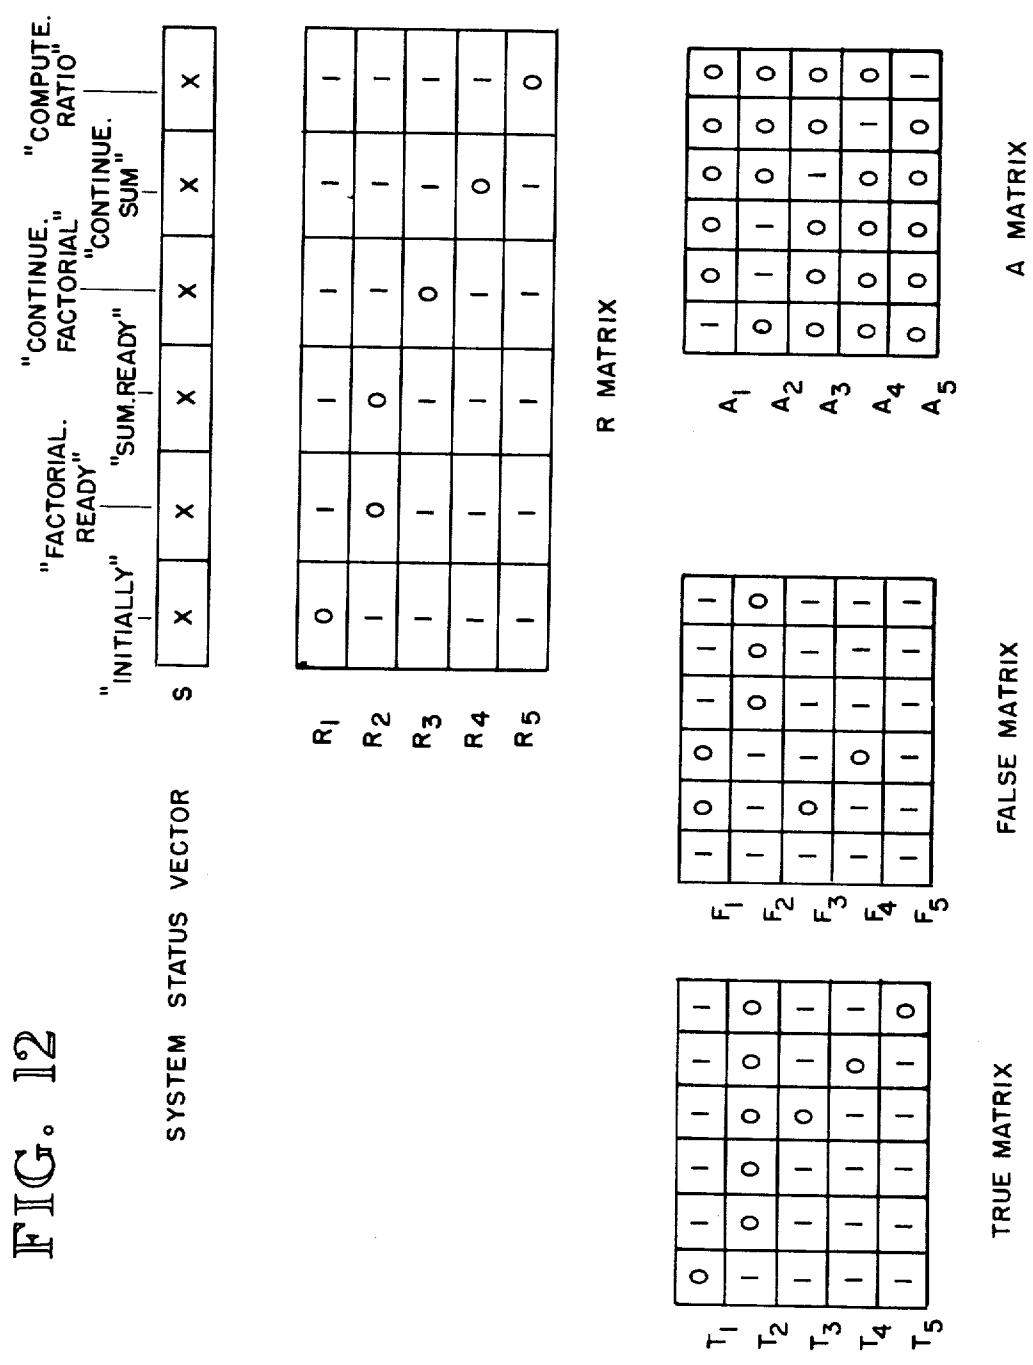 FIG. 12
SYSTEM STATUS VECTOR
"INITIALLY"
"FACTORIAL.
READY"
"SUM.READY"
"CONTINUE.
FACTORIAL"
"CONTINUE.
SUM"
"COMPUTE.
RATIO"
S X X X X X X
R1 0 1 1 1 1 1
R2 1 0 0 1 1 1
R3 1 1 1 0 1 1
R4 1 1 1 1 0 1
R5 1 1 1 1 1 0
R MATRIX
T1 0 1 1 1 1 1
T2 1 0 0 0 0 0
T3 1 1 1 0 1 1
T4 1 1 1 1 0 1
T5 1 1 1 1 1 0
TRUE MATRIX
F1 1 0 0 1 1 1
F2 1 1 1 0 0 0
F3 1 0 1 1 1 1
F4 1 1 0 1 1 1
F5 1 1 1 1 1 1
FALSE MATRIX
A1 1 0 0 0 0 0
A2 0 1 1 0 0 0
A3 0 0 0 1 0 0
A4 0 0 0 0 1 0
A5 0 0 0 0 0 1
A MATRIX